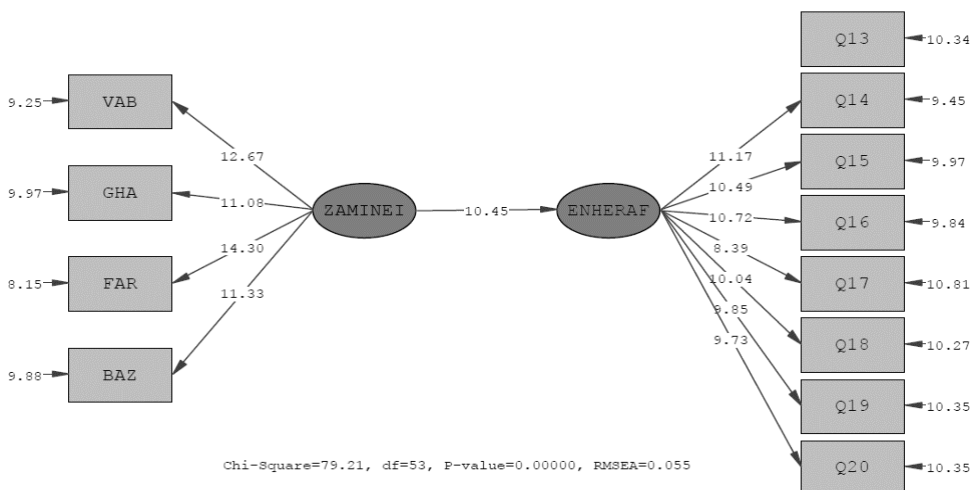 Q13
10.34
9.25
VAB
Q14
9.45
12.67
11.17
Q15
9.97
9.97
GHA
11.08
10.49
ZAMINEI
10.45
ENHERAF
10.72
Q16
9.84
14.30
8.39
8.15
FAR
10.04
Q17
10.81
11.33
9.85
9.73
Q18
10.27
9.88
BAZ
Q19
10.35
Chi-Square=79.21, df=53, P-value=0.00000, RMSEA=0.055
Q20
10.35